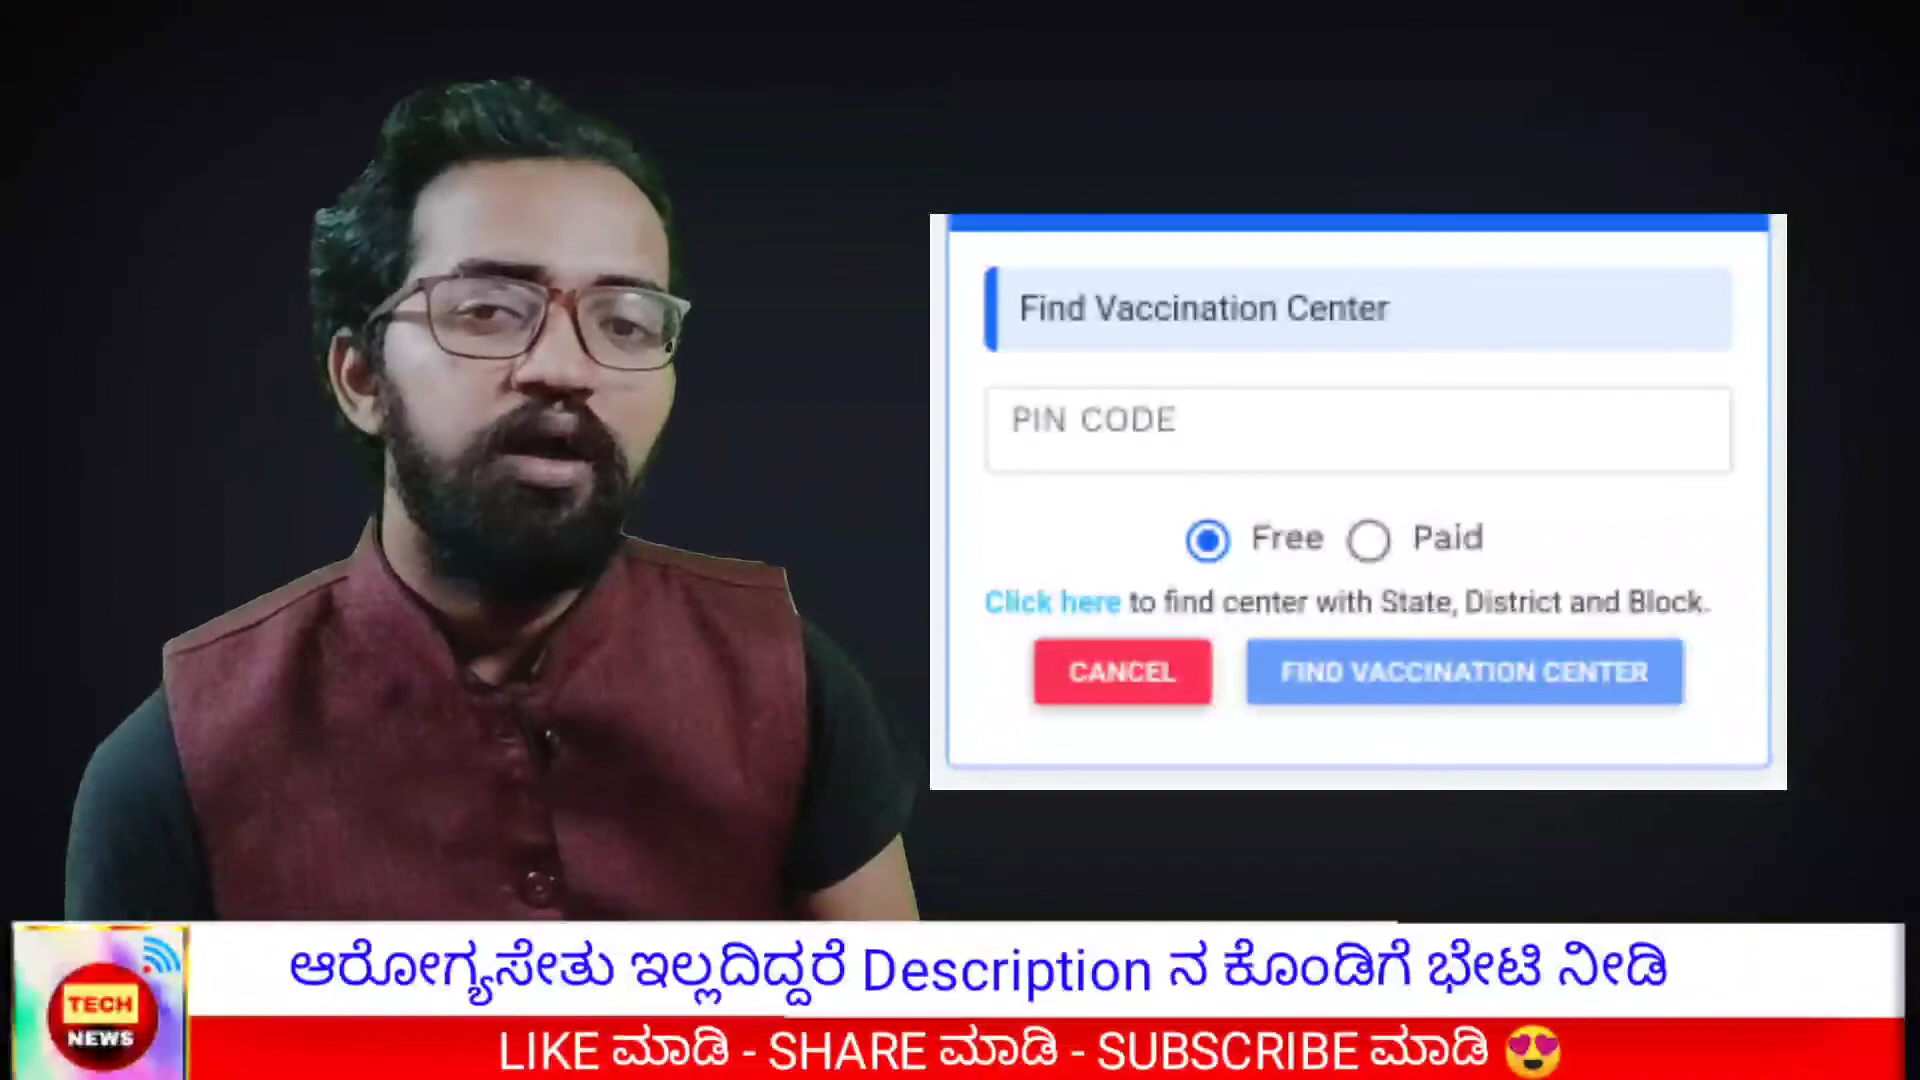 Find Vaccination Center
PIN CODE
Free Paid
Click here to find center with State, District and Block.
CANCEL FIND VACCINATION CENTER
ಆರೋಗ್ಯಸೇತು ಇಲ್ಲದಿದ್ದರೆ Description ನ ಕೊಂಡಿಗೆ ಭೇಟಿ ನೀಡಿ
TECH
NEWS
LIKE ಮಾಡಿ - SHARE ಮಾಡಿ - SUBSCRIBE ಮಾಡಿ 😍